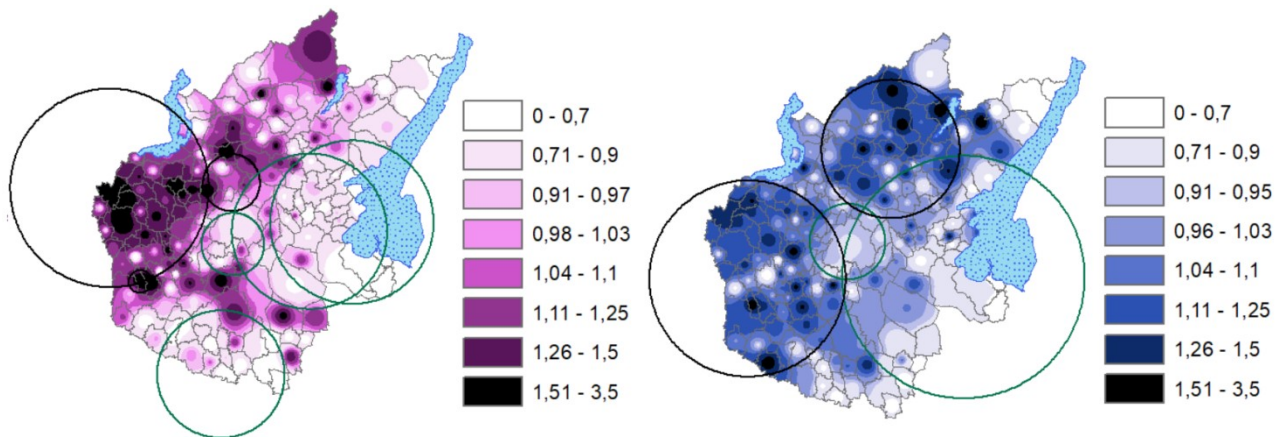 0 - 0,7
0,71 - 0,9
0,91 - 0,97
0,98 - 1,03
1,04 - 1,1
1,11 - 1,25
1,26 - 1,5
1,51 - 3,5
0 - 0,7
0,71 - 0,9
0,91 - 0,95
0,96 - 1,03
1,04 - 1,1
1,11 - 1,25
1,26 - 1,5
1,51 - 3,5